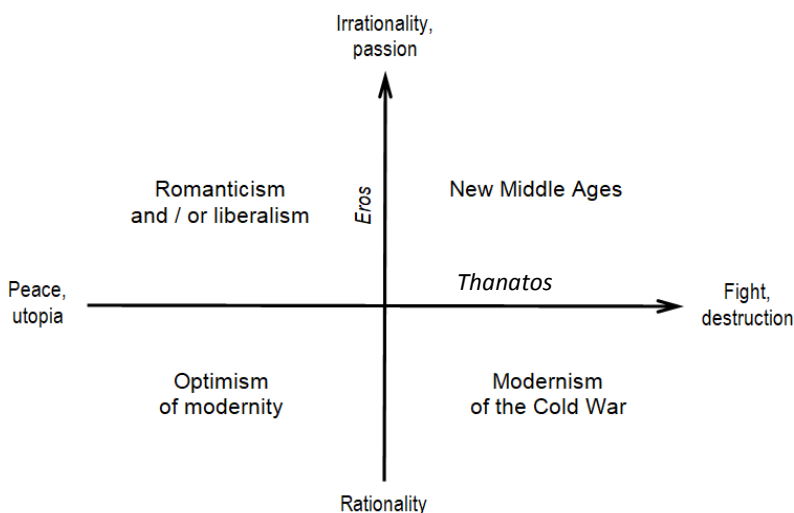 Irrationality,
passion
Romanticism
and / or liberalism
Eros
New Middle Ages
Peace,
utopia
Thanatos
Fight,
destruction
Optimism
of modernity
Modernism
of the Cold War
Rationality